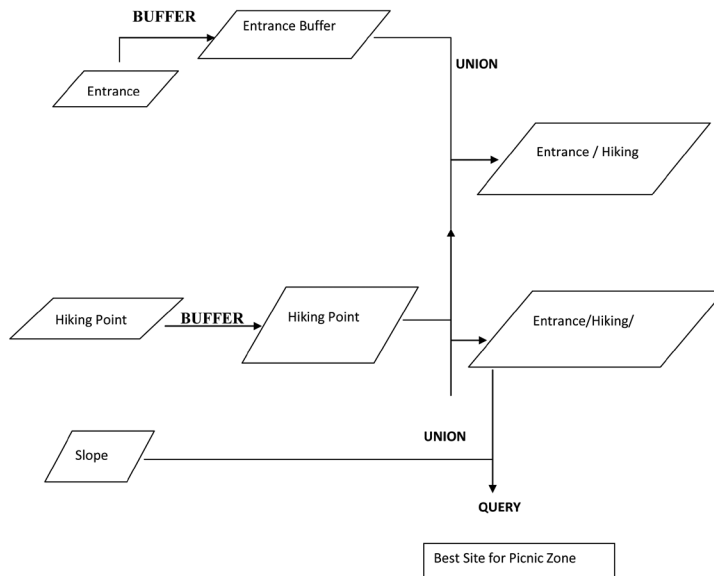 BUFFER
Entrance Buffer
Entrance
UNION
Entrance / Hiking
Hiking Point
BUFFER
Hiking Point
Entrance/Hiking/
UNION
Slope
QUERY
Best Site for Picnic Zone